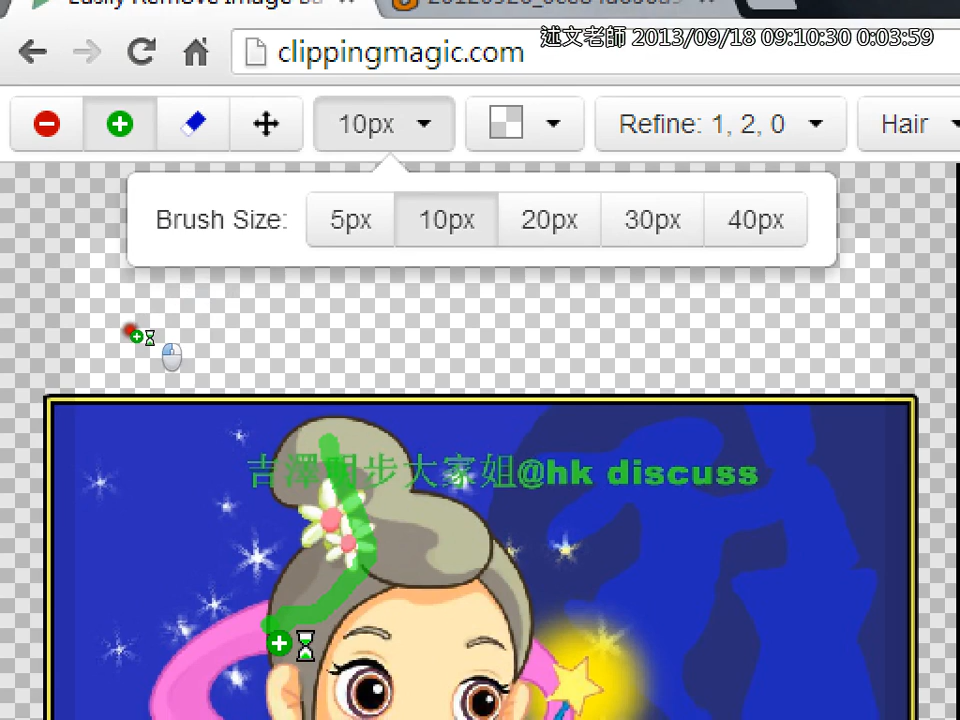 clippingmagic.com
述文老師 2013/09/18 09:10:30 0:03:59
10px
Refine: 1, 2, 0
Hair
Brush Size:
5px
10px
20px
30px
40px
吉澤明步大家姐@hk discuss